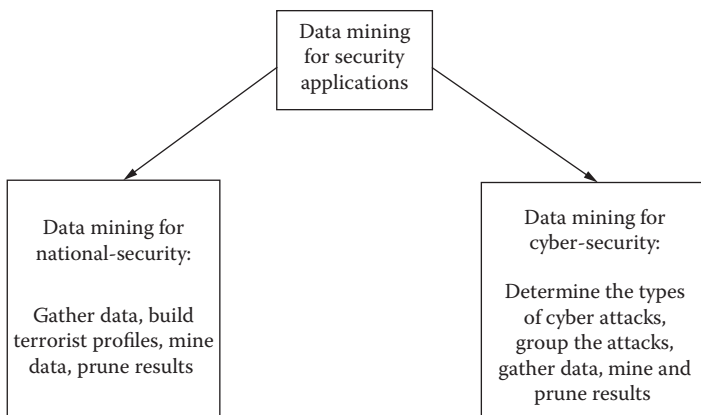 Data mining
for security
applications
Data mining for
national-security:
Gather data, build
terrorist profiles, mine
data, prune results
Data mining for
cyber-security:
Determine the types
of cyber attacks,
group the attacks,
gather data, mine and
prune results